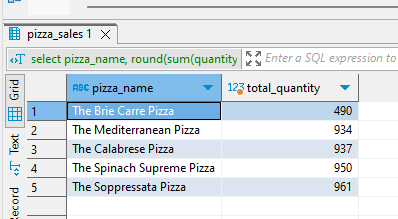 pizza_sales 1
select pizza_name, round(sum(quantity Enter a SQL expression to
Grid
Text
Record
ABC pizza_name 123 total_quantity
1 The Brie Carre Pizza 490
2 The Mediterranean Pizza 934
3 The Calabrese Pizza 937
4 The Spinach Supreme Pizza 950
5 The Soppressata Pizza 961